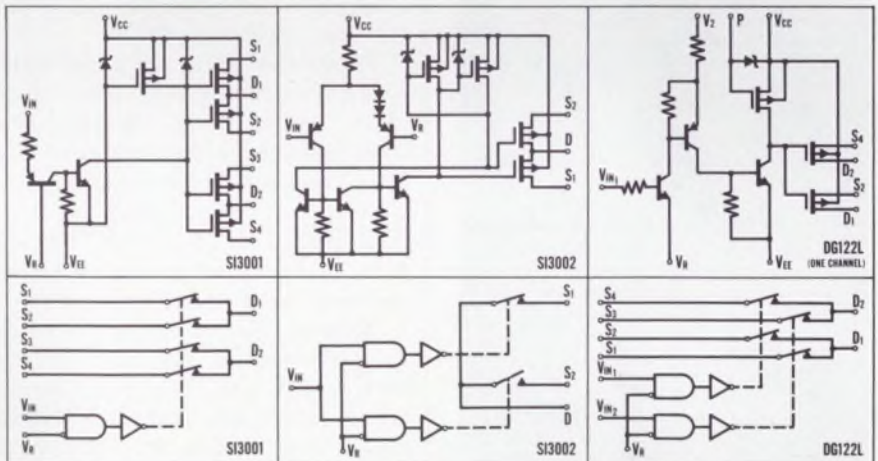 VCC
S1
D1
S2
VIN
S3
D2
S4
VR VEE SI3001
VCC
S2
VIN VR D
S1
VEE SI3002
V2 P VCC
S4
D2
S2
VIN1 D1
VR VEE DG122L
(ONE CHANNEL)
S1
D1
S2
S3
D2
S4
VIN
VR SI3001
S1
VIN
S2
D
VR SI3002
S4
D2
S3
S2
D1
S1
VIN1
VIN2
VR DG122L